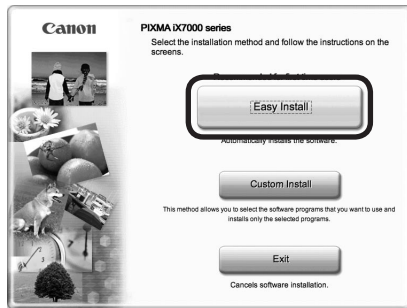 Canon
PIXMA iX7000 series
Select the installation method and follow the instructions on the
screens.
Easy Install
Automatically installs the software.
Custom Install
This method allows you to select the software programs that you want to use and
installs only the selected programs.
Exit
Cancels software installation.